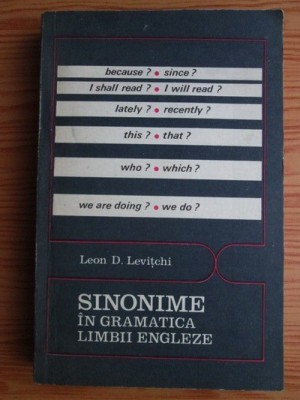 because? • since?
I shall read? • I will read?
lately? • recently?
this? • that?
who? • which?
we are doing? • we do?
Leon D. Levițchi
SINONIME
ÎN GRAMATICA
LIMBII ENGLEZE